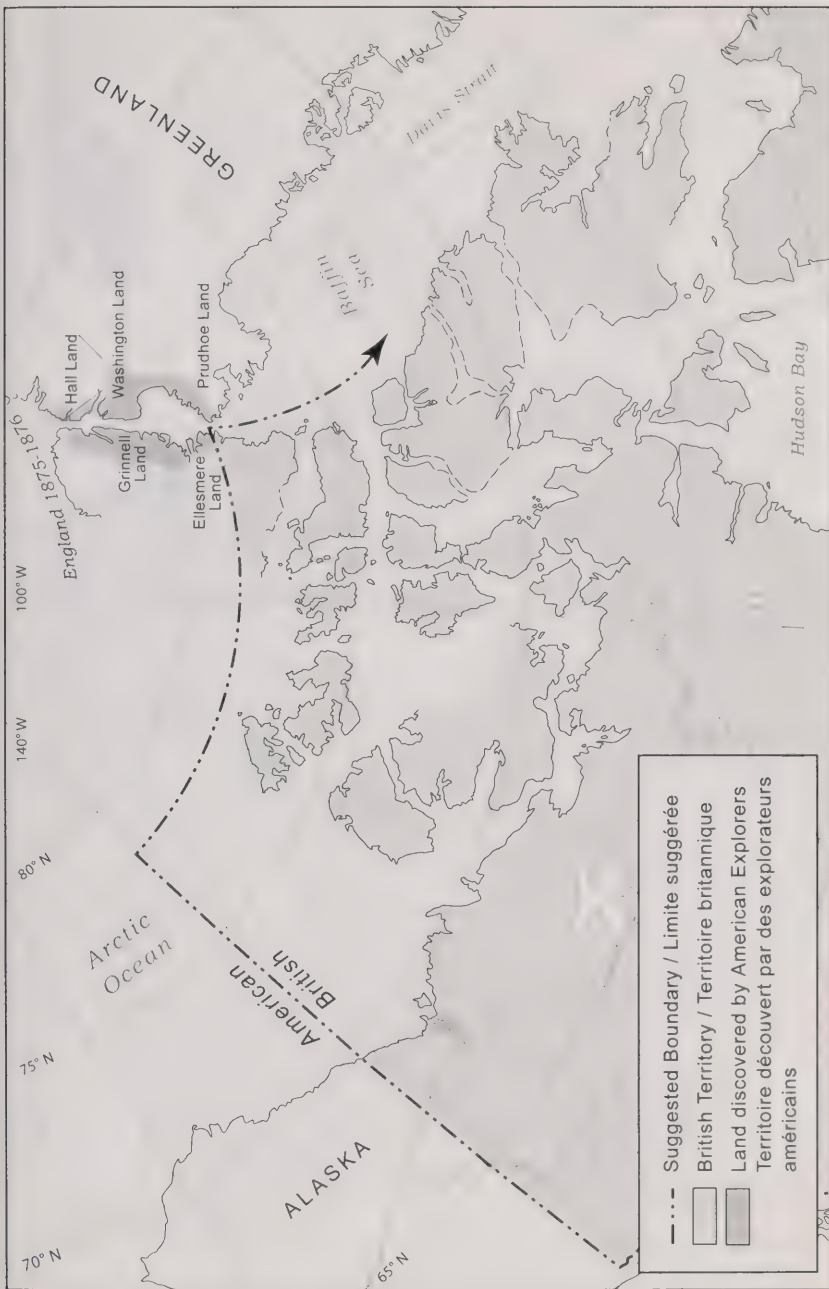 England 1875-1876
Hall Land
Washington Land
Grinnell
Land
Ellesmere
Land
Prudhoe Land
GREENLAND
Baffin
Sea
Davis Strait
100° W
140° W
80° N
75° N
70° N
65° N
Arctic
Ocean
American
British
ALASKA
Hudson Bay
Suggested Boundary / Limite suggérée
British Territory / Territoire britannique
Land discovered by American Explorers
Territoire découvert par des explorateurs
américains